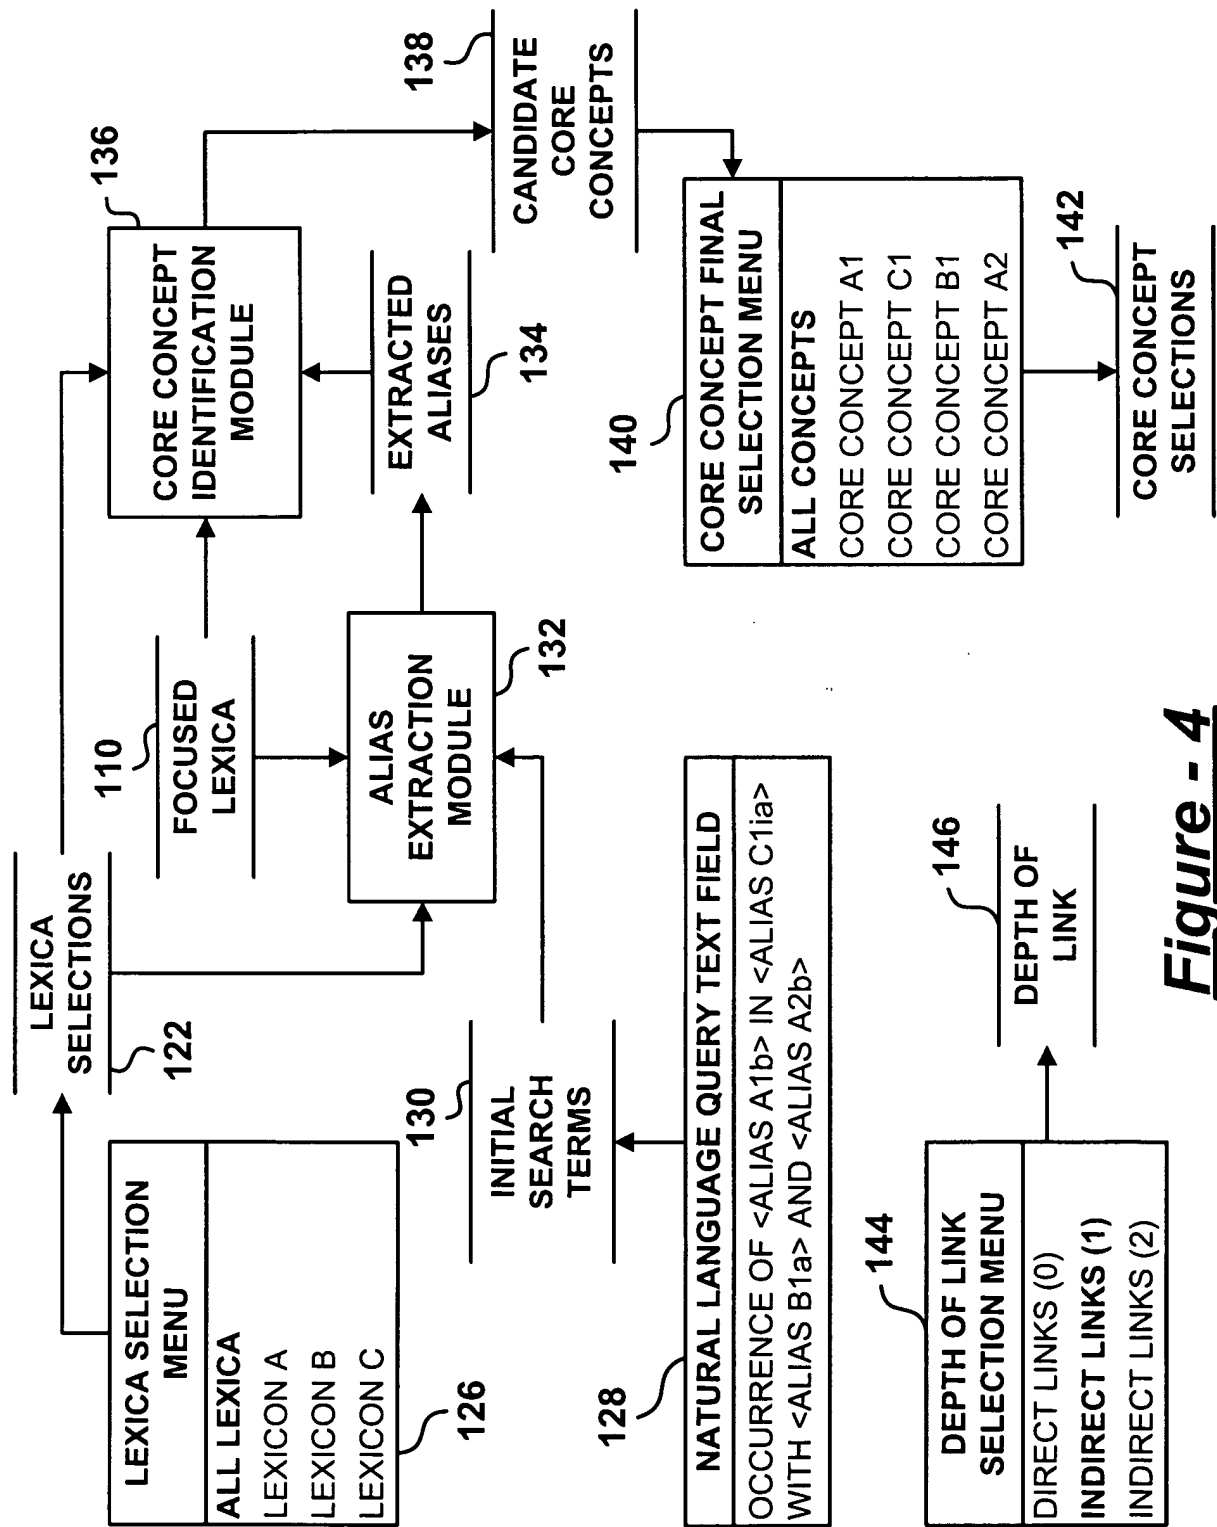 LEXICA SELECTION
MENU
ALL LEXICA
LEXICON A
LEXICON B
LEXICON C
126
LEXICA
SELECTIONS
122
110
FOCUSED
LEXICA
136
CORE CONCEPT
IDENTIFICATION
MODULE
130
INITIAL
SEARCH
TERMS
ALIAS
EXTRACTION
MODULE
132
EXTRACTED
ALIASES
134
138
CANDIDATE
CORE
CONCEPTS
128
NATURAL LANGUAGE QUERY TEXT FIELD
OCCURRENCE OF <ALIAS A1b> IN <ALIAS C1ia>
WITH <ALIAS B1a> AND <ALIAS A2b>
140
CORE CONCEPT FINAL
SELECTION MENU
ALL CONCEPTS
CORE CONCEPT A1
CORE CONCEPT C1
CORE CONCEPT B1
CORE CONCEPT A2
144
DEPTH OF LINK
SELECTION MENU
DIRECT LINKS (0)
INDIRECT LINKS (1)
INDIRECT LINKS (2)
146
DEPTH OF
LINK
142
CORE CONCEPT
SELECTIONS
Figure - 4